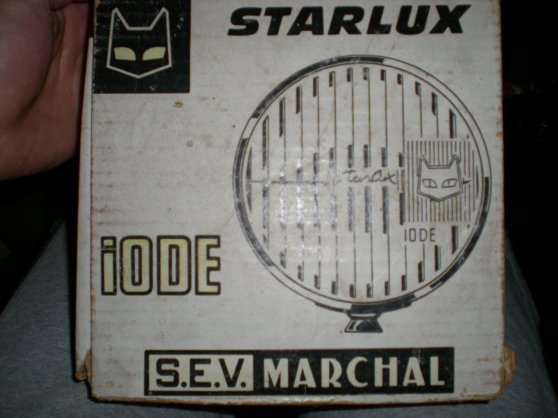 STARLUX
Starlux
IODE
iODE
S.E.V. MARCHAL